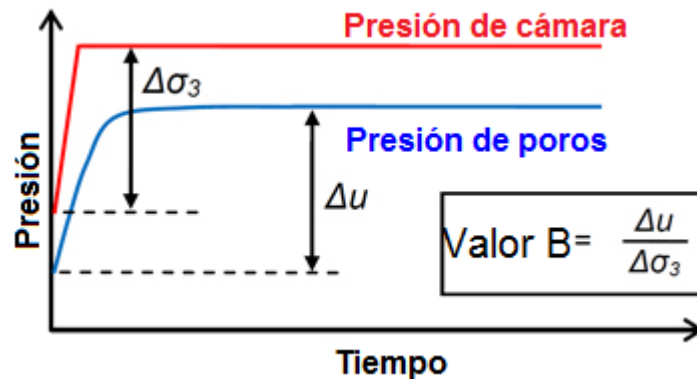 Presión de cámara
Δσ3
Presión de poros
Presión
Δu
Valor B= Δu
Δσ3
Tiempo